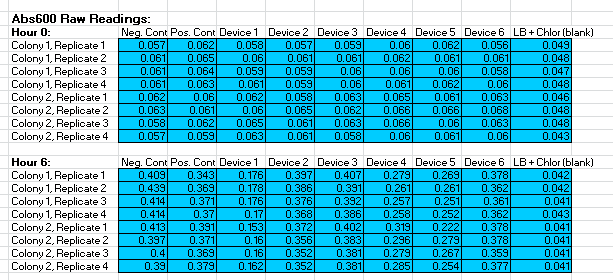 Abs600 Raw Readings:
Hour 0: Neg. Cont Pos. Cont Device 1 Device 2 Device 3 Device 4 Device 5 Device 6 LB + Chlor (blank)
Colony 1, Replicate 1 0.057 0.062 0.058 0.057 0.059 0.06 0.062 0.056 0.049
Colony 1, Replicate 2 0.061 0.065 0.06 0.061 0.061 0.062 0.061 0.061 0.048
Colony 1, Replicate 3 0.061 0.064 0.059 0.059 0.06 0.06 0.06 0.058 0.047
Colony 1, Replicate 4 0.061 0.063 0.061 0.059 0.06 0.061 0.062 0.06 0.048
Colony 2, Replicate 1 0.062 0.06 0.062 0.058 0.063 0.065 0.061 0.063 0.046
Colony 2, Replicate 2 0.063 0.061 0.06 0.065 0.062 0.066 0.066 0.068 0.048
Colony 2, Replicate 3 0.058 0.062 0.065 0.061 0.063 0.066 0.06 0.063 0.048
Colony 2, Replicate 4 0.057 0.059 0.063 0.061 0.058 0.06 0.061 0.06 0.043
Hour 6: Neg. Cont Pos. Cont Device 1 Device 2 Device 3 Device 4 Device 5 Device 6 LB + Chlor (blank)
Colony 1, Replicate 1 0.409 0.343 0.176 0.397 0.407 0.279 0.269 0.378 0.042
Colony 1, Replicate 2 0.439 0.369 0.178 0.386 0.391 0.261 0.261 0.362 0.042
Colony 1, Replicate 3 0.414 0.371 0.176 0.376 0.392 0.257 0.251 0.361 0.041
Colony 1, Replicate 4 0.414 0.37 0.17 0.368 0.386 0.258 0.252 0.362 0.043
Colony 2, Replicate 1 0.413 0.391 0.153 0.372 0.402 0.319 0.222 0.378 0.041
Colony 2, Replicate 2 0.397 0.371 0.16 0.356 0.383 0.296 0.279 0.378 0.041
Colony 2, Replicate 3 0.4 0.369 0.16 0.352 0.381 0.279 0.267 0.359 0.041
Colony 2, Replicate 4 0.39 0.379 0.162 0.352 0.381 0.285 0.254 0.377 0.041